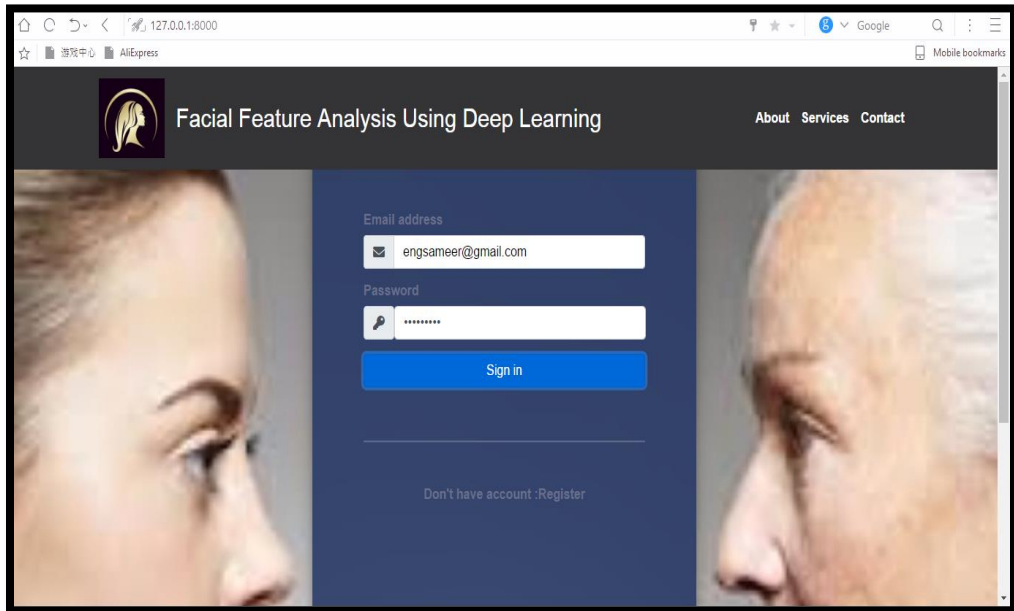 127.0.0.1:8000
g Google
游戏中心 AliExpress
Mobile bookmarks
Facial Feature Analysis Using Deep Learning
About Services Contact
Email address
engsameer@gmail.com
Password
•••••••••
Sign in
Don't have account :Register